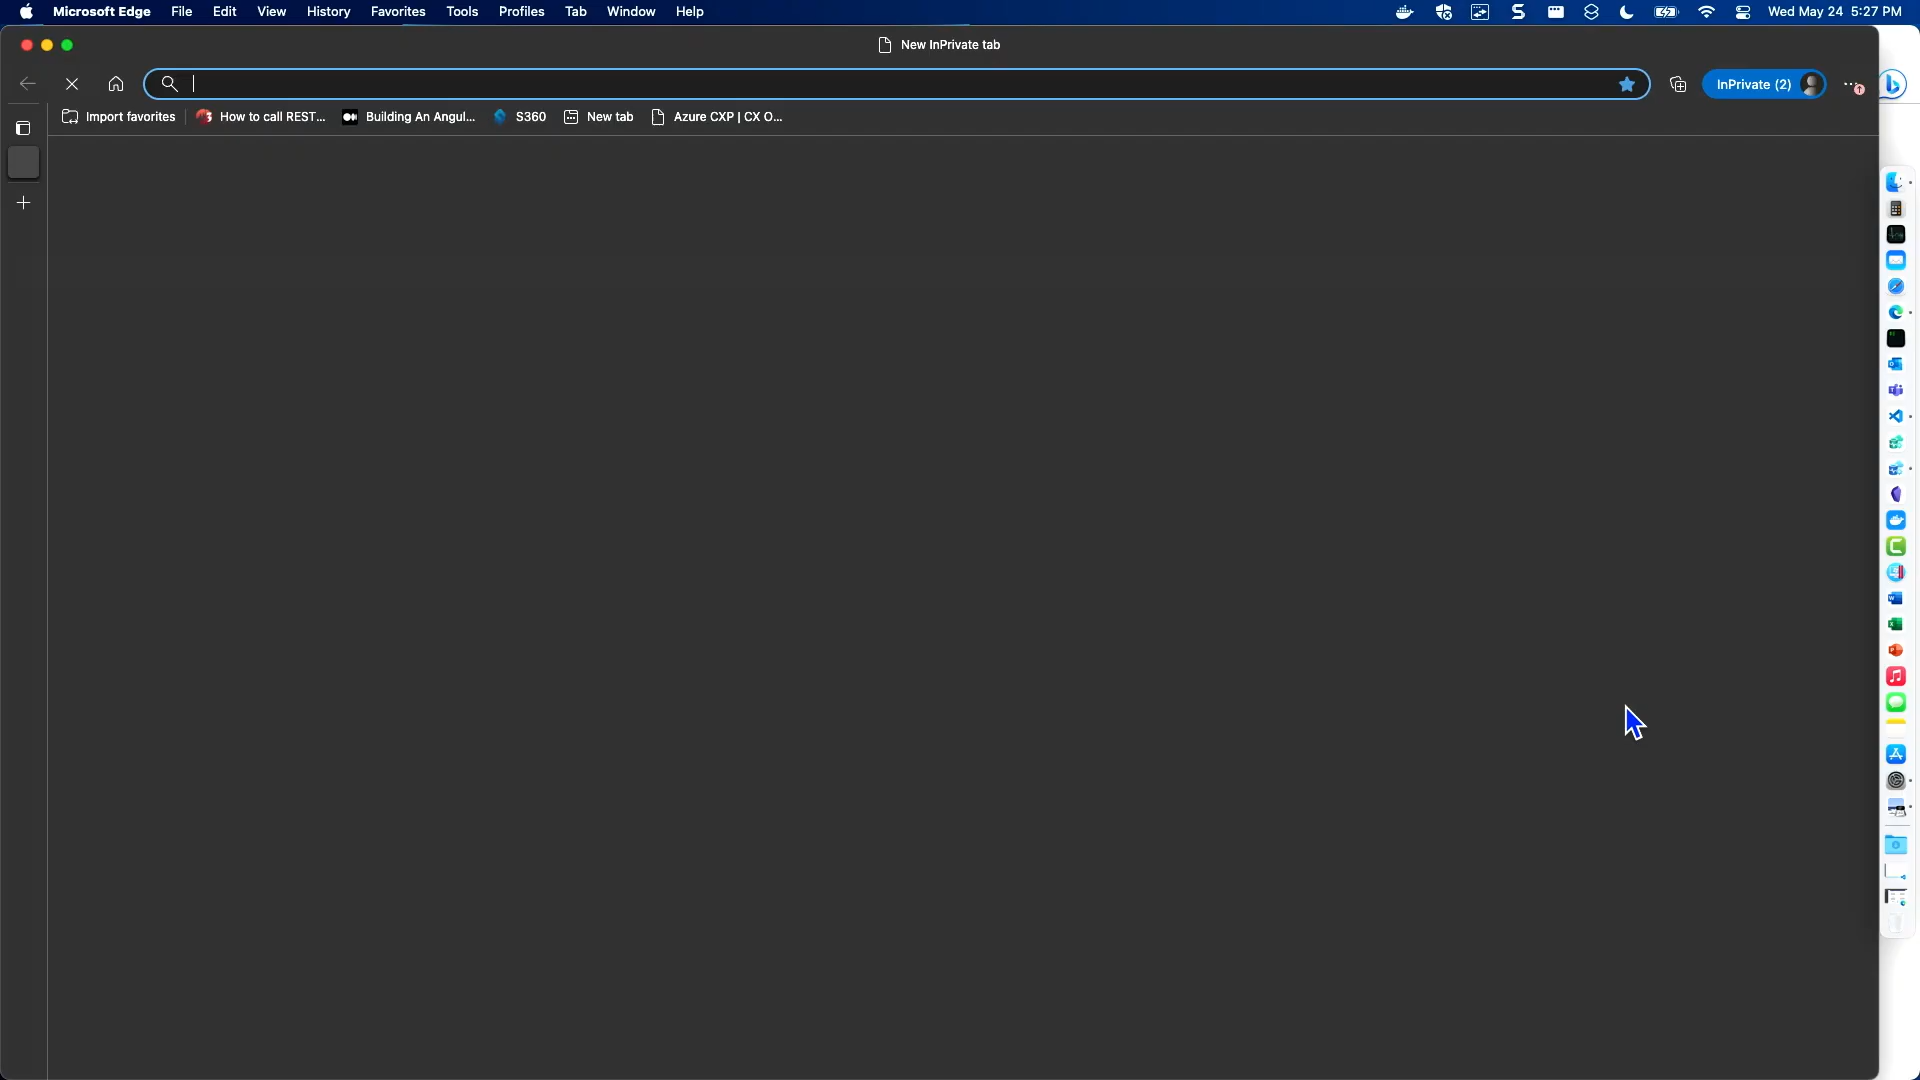 Microsoft Edge File Edit View History Favorites Tools Profiles Tab Window Help Wed May 24 5:27 PM
New InPrivate tab
InPrivate (2)
Import favorites How to call REST... Building An Angul... S360 New tab Azure CXP | CX O...